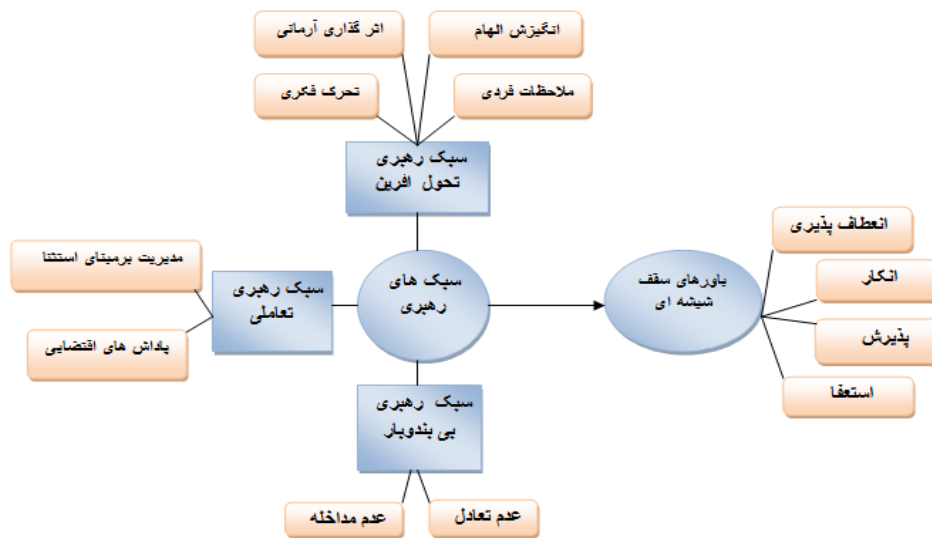 اثر گذاری آرمانی
انگیزش الهام
تحرک فکری
ملاحظات فردی
سبک رهبری
تحول افرین
انعطاف پذیری
مدیریت برمبنای استثنا
سبک رهبری
تعاملی
سبک های
رهبری
باورهای سقف
شیشه ای
انکار
پاداش های اقتضایی
پذیرش
سبک رهبری
بی بندوبار
استعفا
عدم مداخله
عدم تعادل